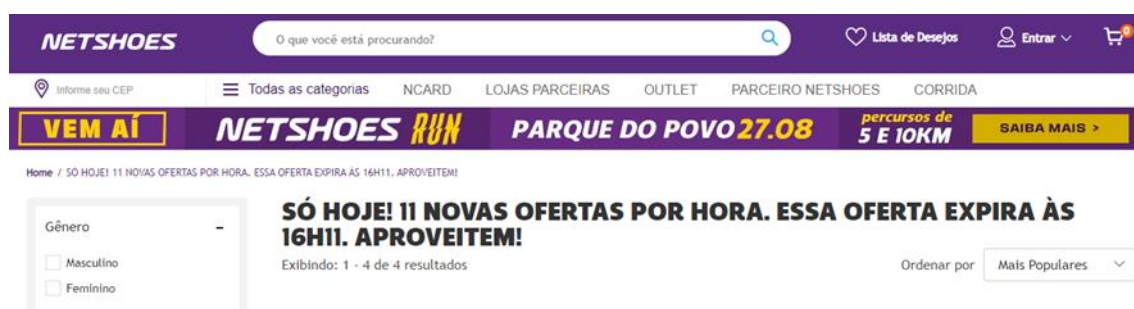 NETSHOES
O que você está procurando?
Lista de Desejos
Entrar
0
Informe seu CEP
Todas as categorias
NCARD
LOJAS PARCEIRAS
OUTLET
PARCEIRO NETSHOES
CORRIDA
VEM AÍ
NETSHOES RUN
PARQUE DO POVO 27.08
percursos de
5 E 10KM
SAIBA MAIS >
Home / SÓ HOJE! 11 NOVAS OFERTAS POR HORA. ESSA OFERTA EXPIRA ÀS 16H11. APROVEITEM!
Gênero
Masculino
Feminino
SÓ HOJE! 11 NOVAS OFERTAS POR HORA. ESSA OFERTA EXPIRA ÀS
16H11. APROVEITEM!
Exibindo: 1 - 4 de 4 resultados
Ordenar por
Mais Populares